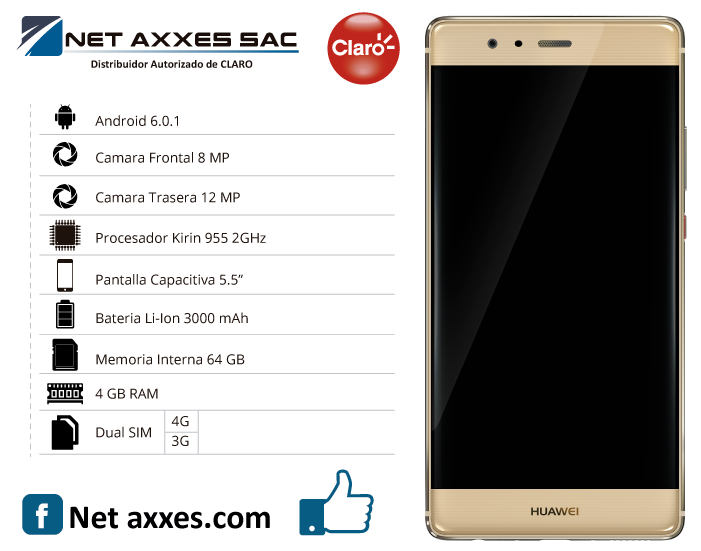 NET AXXES SAC
Distribuidor Autorizado de CLARO
Claro
Android 6.0.1
Camara Frontal 8 MP
Camara Trasera 12 MP
Procesador Kirin 955 2GHz
Pantalla Capacitiva 5.5”
Bateria Li-Ion 3000 mAh
Memoria Interna 64 GB
4 GB RAM
Dual SIM
4G
3G
f Net axxes.com
HUAWEI